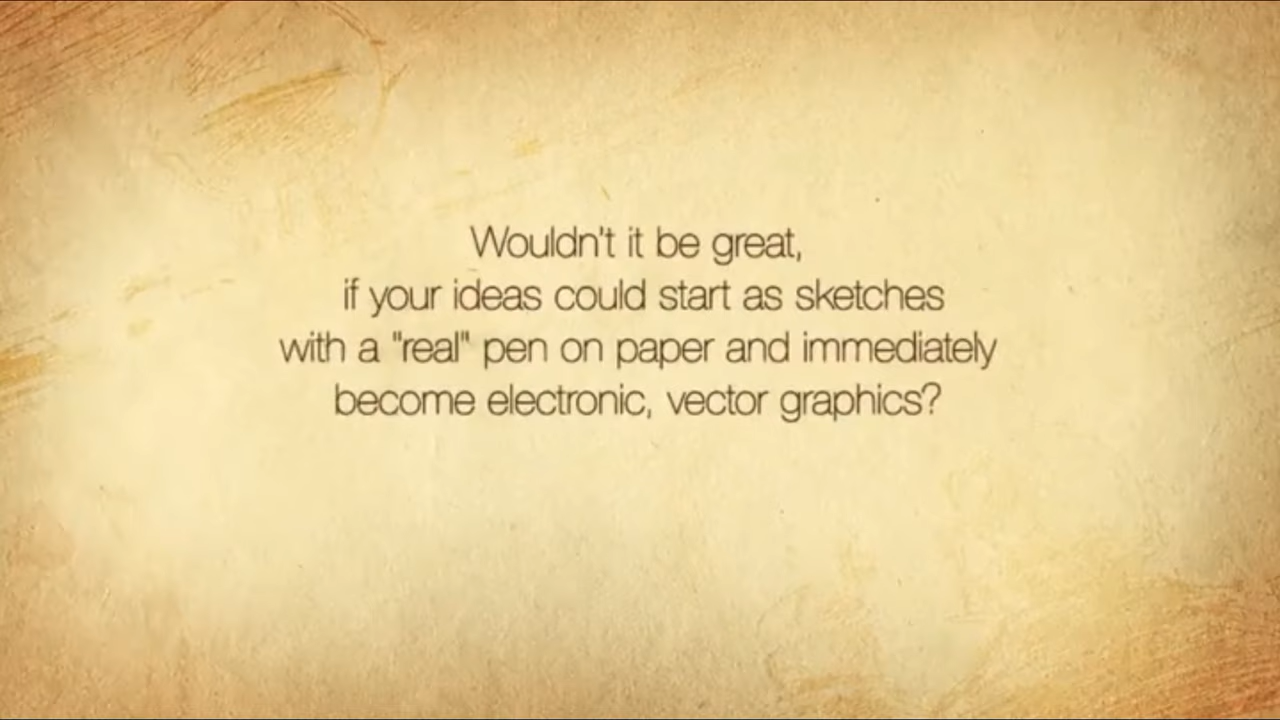 Wouldn't it be great,
if your ideas could start as sketches
with a "real" pen on paper and immediately
become electronic, vector graphics?